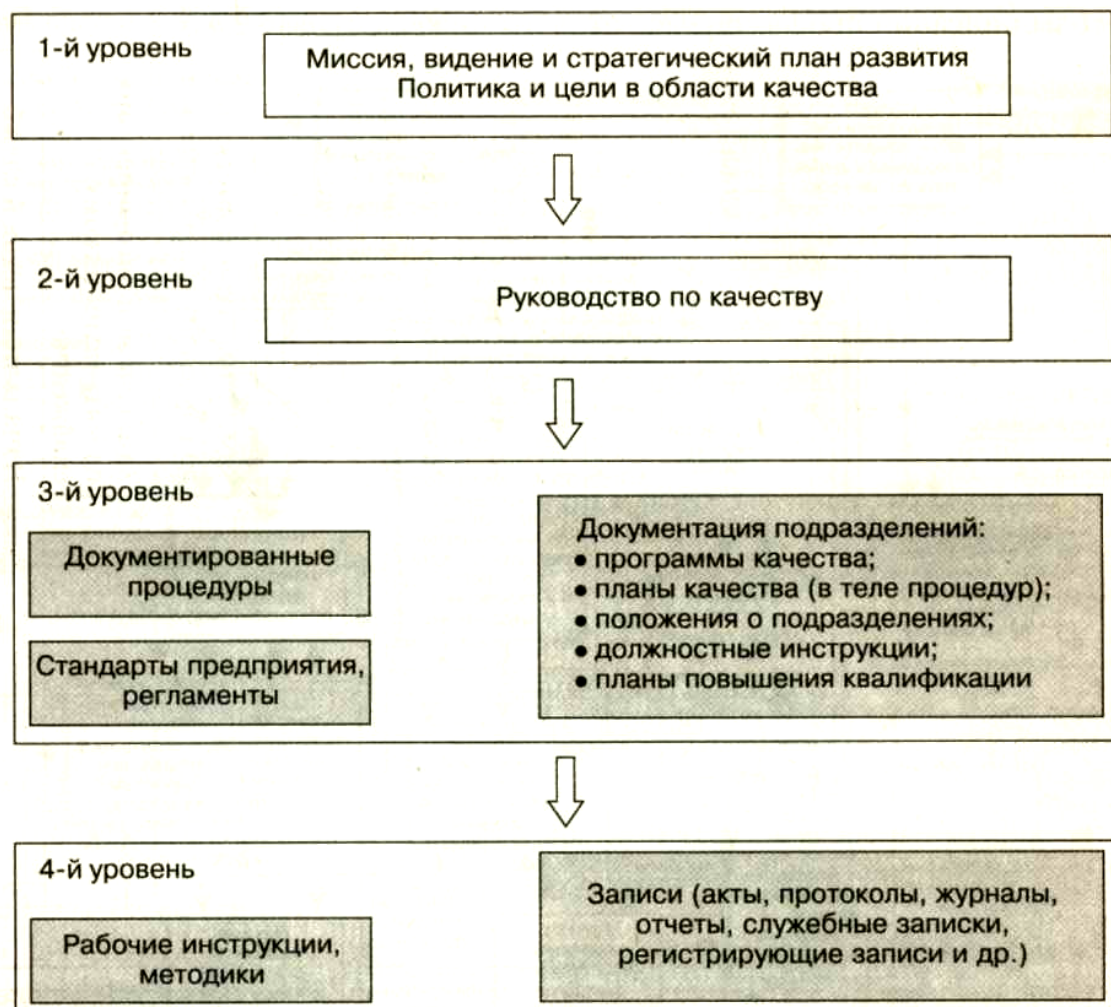 1-й уровень
Миссия, видение и стратегический план развития
Политика и цели в области качества
2-й уровень
Руководство по качеству
3-й уровень
Документированные
процедуры
Стандарты предприятия,
регламенты
Документация подразделений:
• программы качества;
• планы качества (в теле процедур);
• положения о подразделениях;
• должностные инструкции;
• планы повышения квалификации
4-й уровень
Рабочие инструкции,
методики
Записи (акты, протоколы, журналы,
отчеты, служебные записки,
регистрирующие записи и др.)